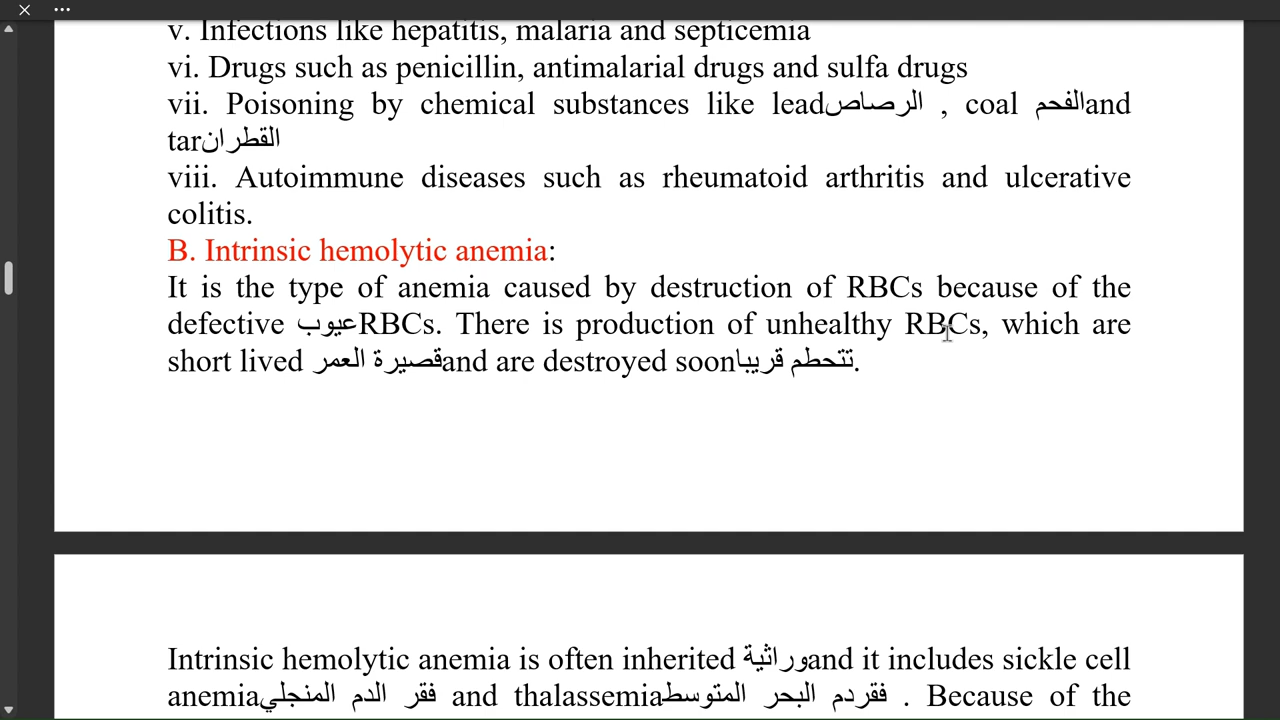 v. Infections like hepatitis, malaria and septicemia
vi. Drugs such as penicillin, antimalarial drugs and sulfa drugs
vii. Poisoning by chemical substances like leadالرصاص , coal الفحمand
tarالقطران
viii. Autoimmune diseases such as rheumatoid arthritis and ulcerative
colitis.
B. Intrinsic hemolytic anemia:
It is the type of anemia caused by destruction of RBCs because of the
defective عيوبRBCs. There is production of unhealthy RBCs, which are
short lived قصيرة العمرand are destroyed soonتتحطم قريبا.
Intrinsic hemolytic anemia is often inherited وراثيةand it includes sickle cell
anemiaفقر الدم المنجلي and thalassemiaفقردم البحر المتوسط . Because of the